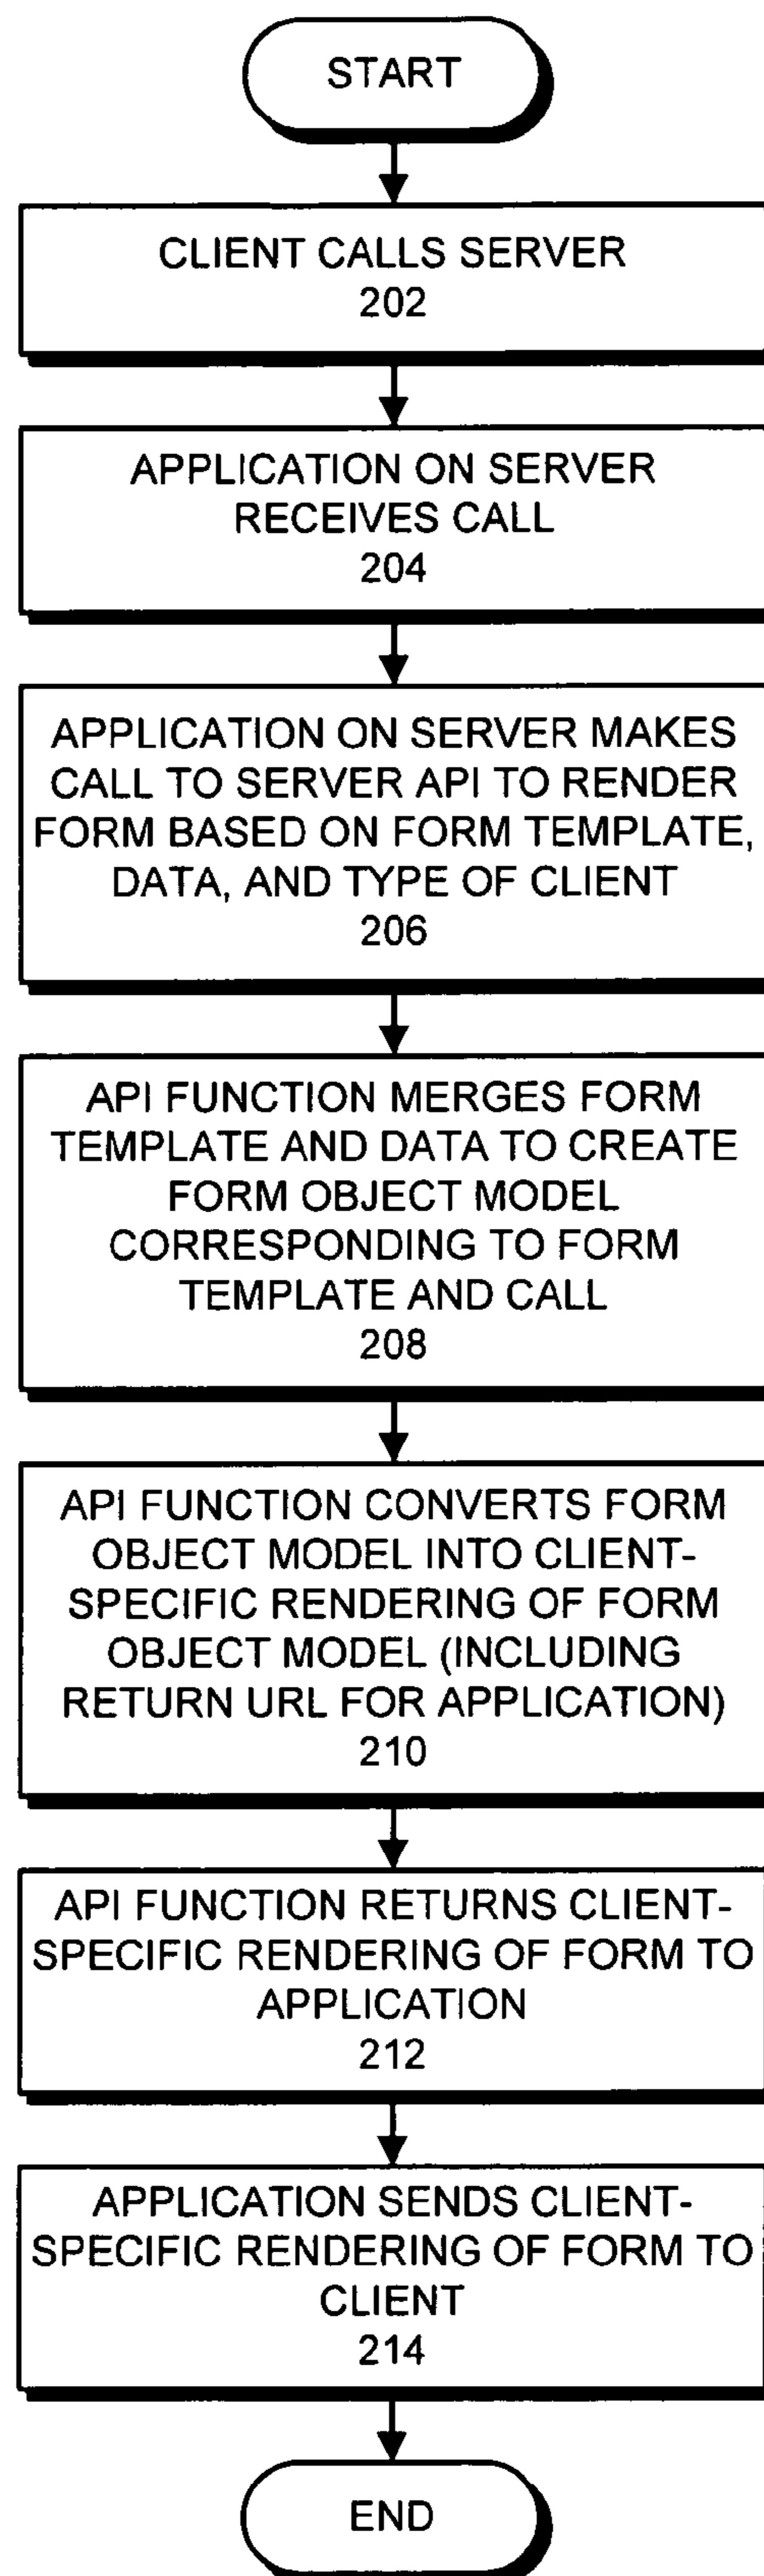 START
CLIENT CALLS SERVER
202
APPLICATION ON SERVER
RECEIVES CALL
204
APPLICATION ON SERVER MAKES
CALL TO SERVER API TO RENDER
FORM BASED ON FORM TEMPLATE,
DATA, AND TYPE OF CLIENT
206
API FUNCTION MERGES FORM
TEMPLATE AND DATA TO CREATE
FORM OBJECT MODEL
CORRESPONDING TO FORM
TEMPLATE AND CALL
208
API FUNCTION CONVERTS FORM
OBJECT MODEL INTO CLIENT-
SPECIFIC RENDERING OF FORM
OBJECT MODEL (INCLUDING
RETURN URL FOR APPLICATION)
210
API FUNCTION RETURNS CLIENT-
SPECIFIC RENDERING OF FORM TO
APPLICATION
212
APPLICATION SENDS CLIENT-
SPECIFIC RENDERING OF FORM TO
CLIENT
214
END